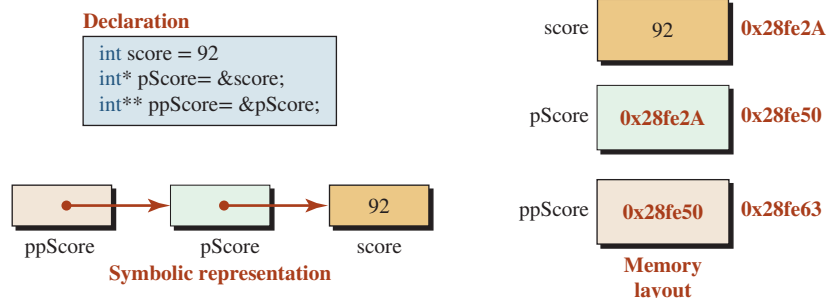 Declaration
int score = 92
int* pScore= &score;
int** ppScore= &pScore;
92
ppScore
pScore
score
Symbolic representation
score
92
0x28fe2A
pScore
0x28fe2A
0x28fe50
ppScore
0x28fe50
0x28fe63
Memory
layout